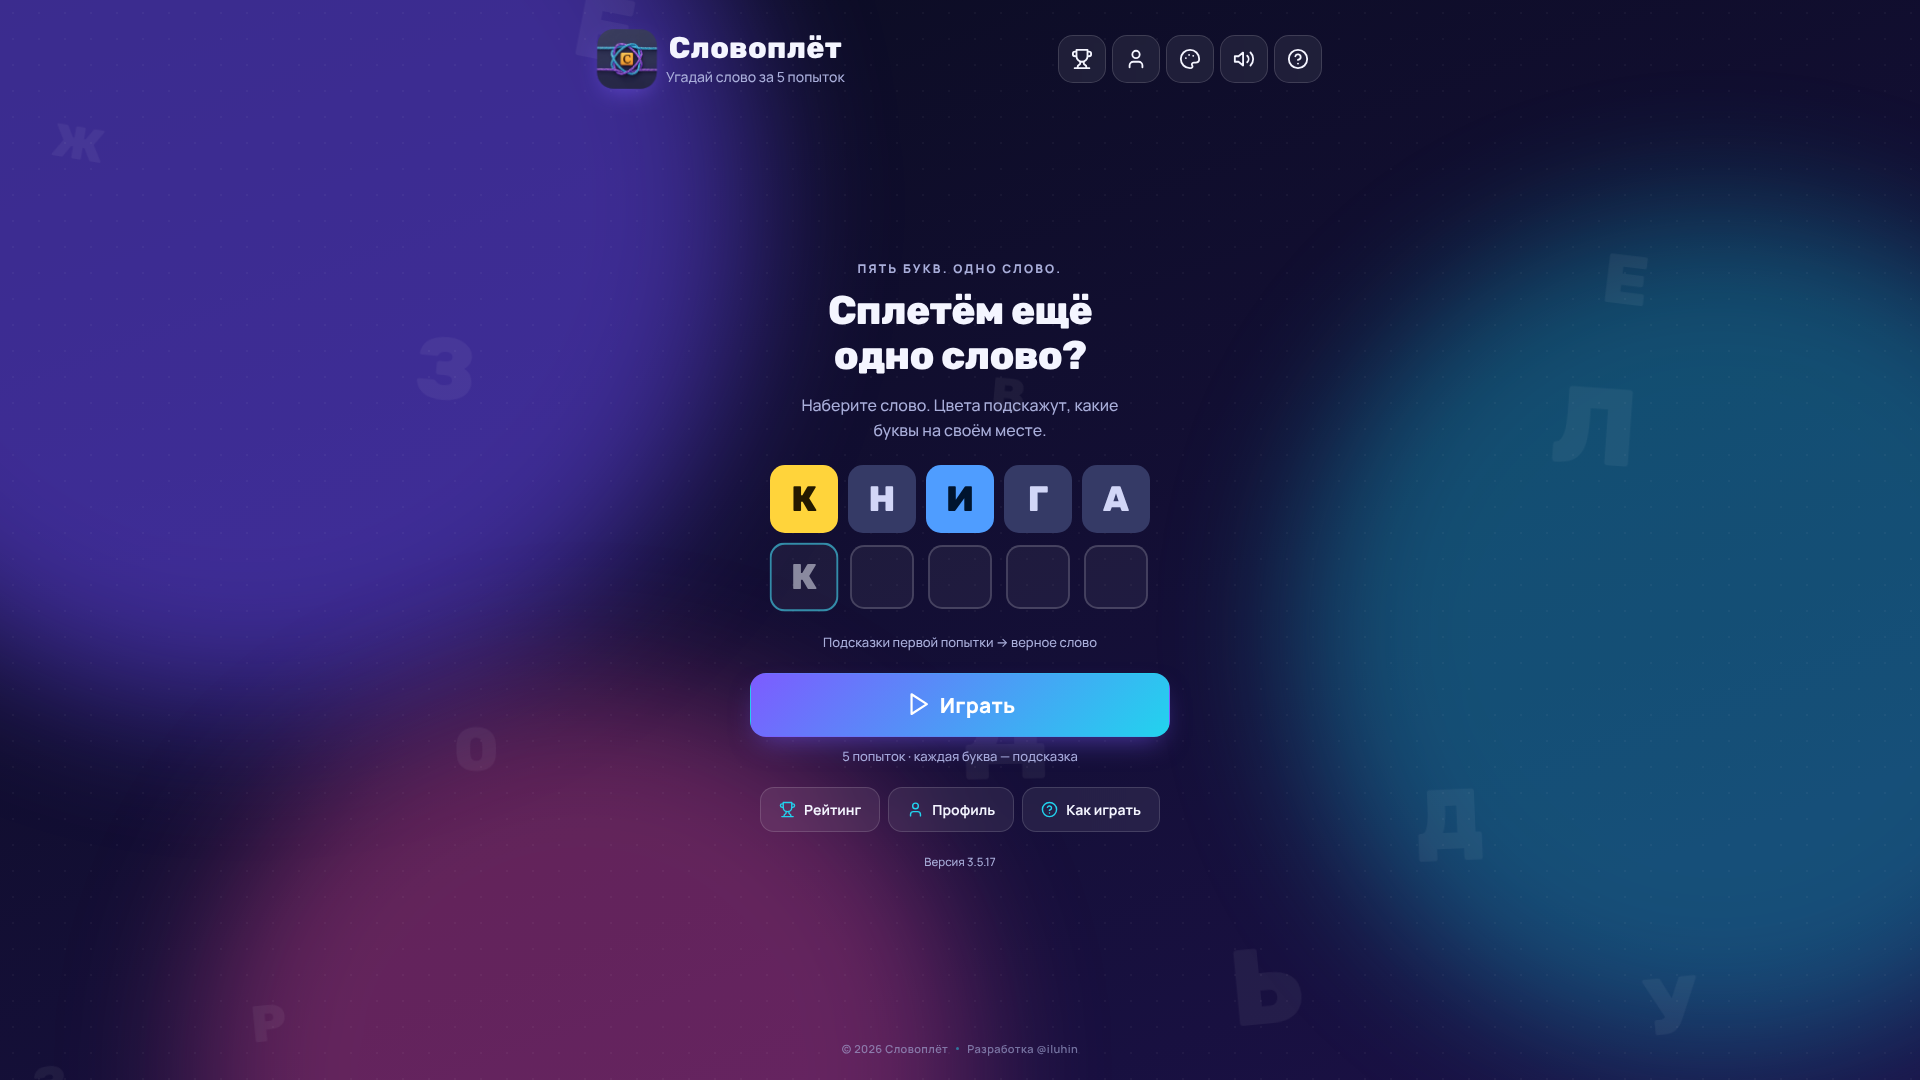 Словоплёт
Угадай слово за 5 попыток
ПЯТЬ БУКВ. ОДНО СЛОВО.
Сплетём ещё
одно слово?
Наберите слово. Цвета подскажут, какие
буквы на своём месте.
К Н И Г А
К
Подсказки первой попытки → верное слово
Играть
5 попыток · каждая буква — подсказка
Рейтинг
Профиль
Как играть
Версия 3.5.17
© 2026 Словоплёт • Разработка @iluhin